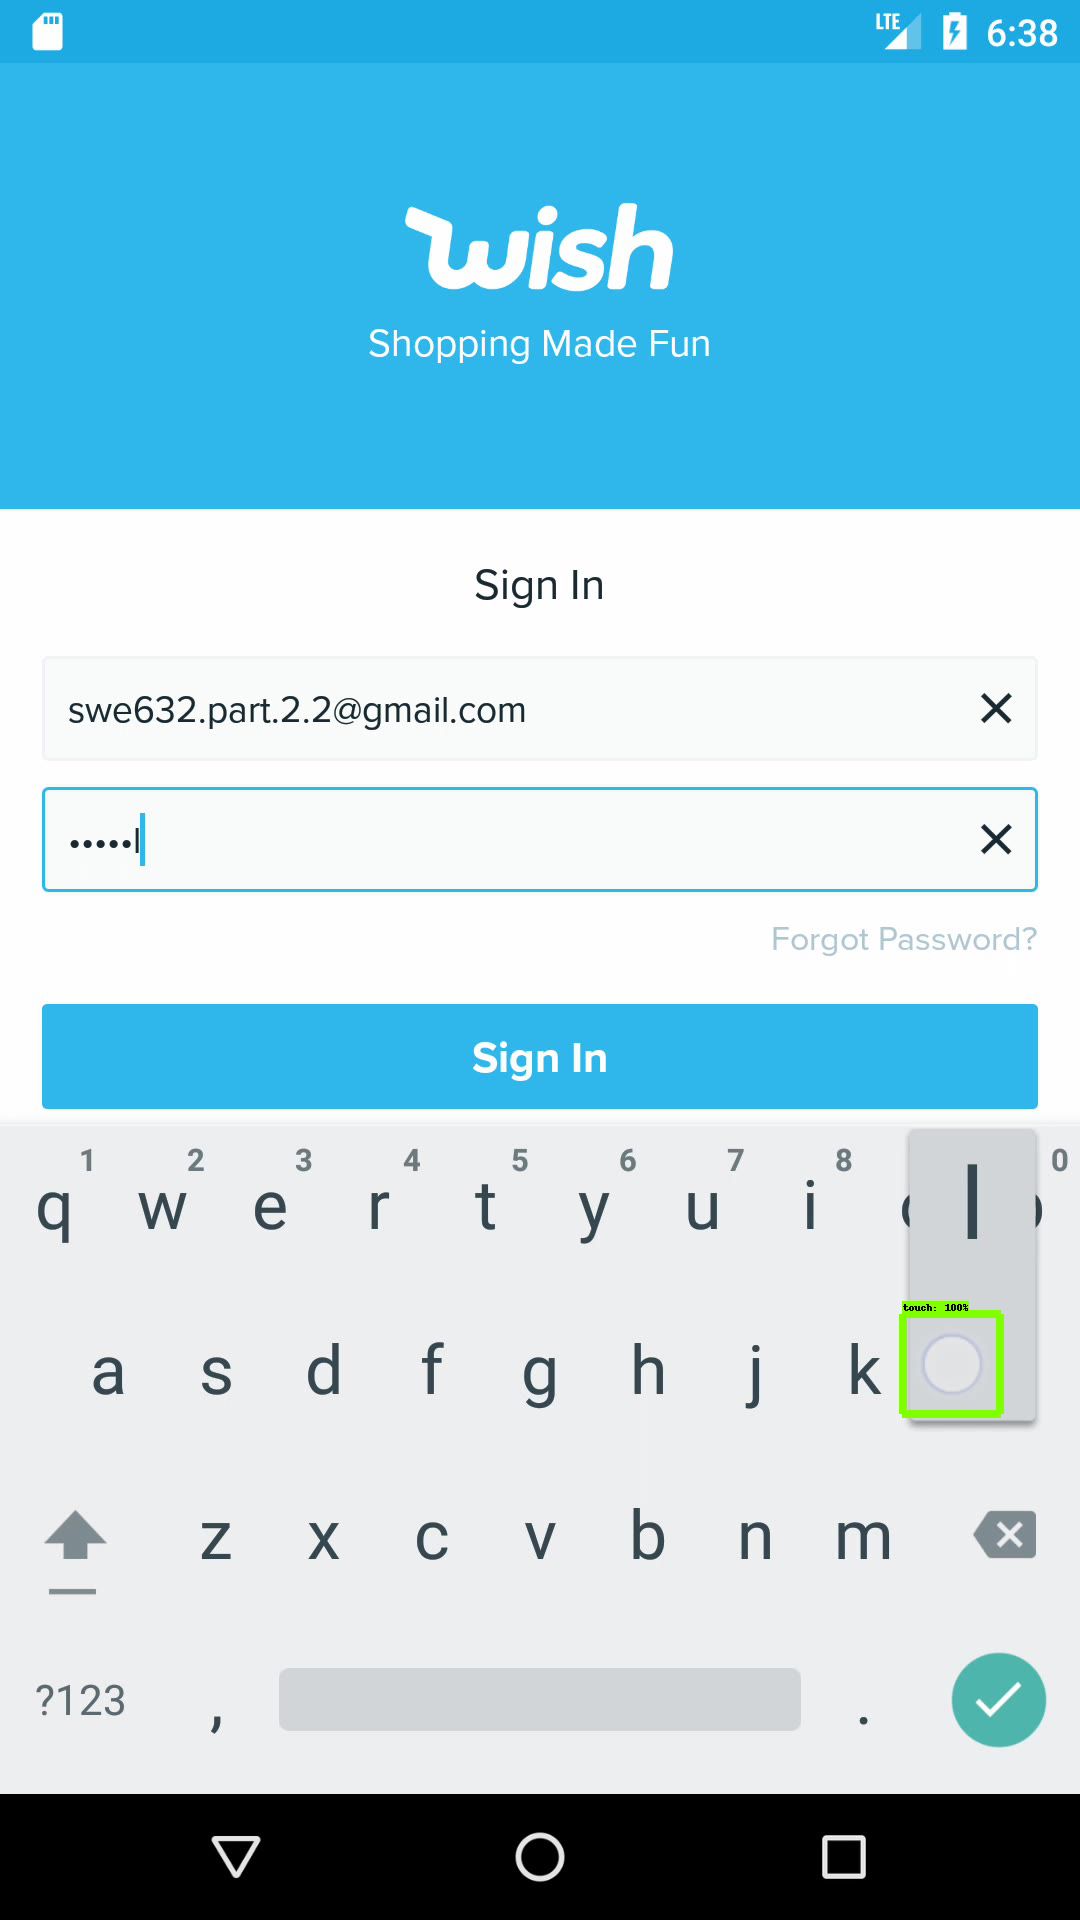 LTE 6:38
wish
Shopping Made Fun
Sign In
swe632.part.2.2@gmail.com
•••••l
Forgot Password?
Sign In
1 2 3 4 5 6 7 8 0
q w e r t y u i l
touch: 100%
a s d f g h j k
z x c v b n m
?123 , .